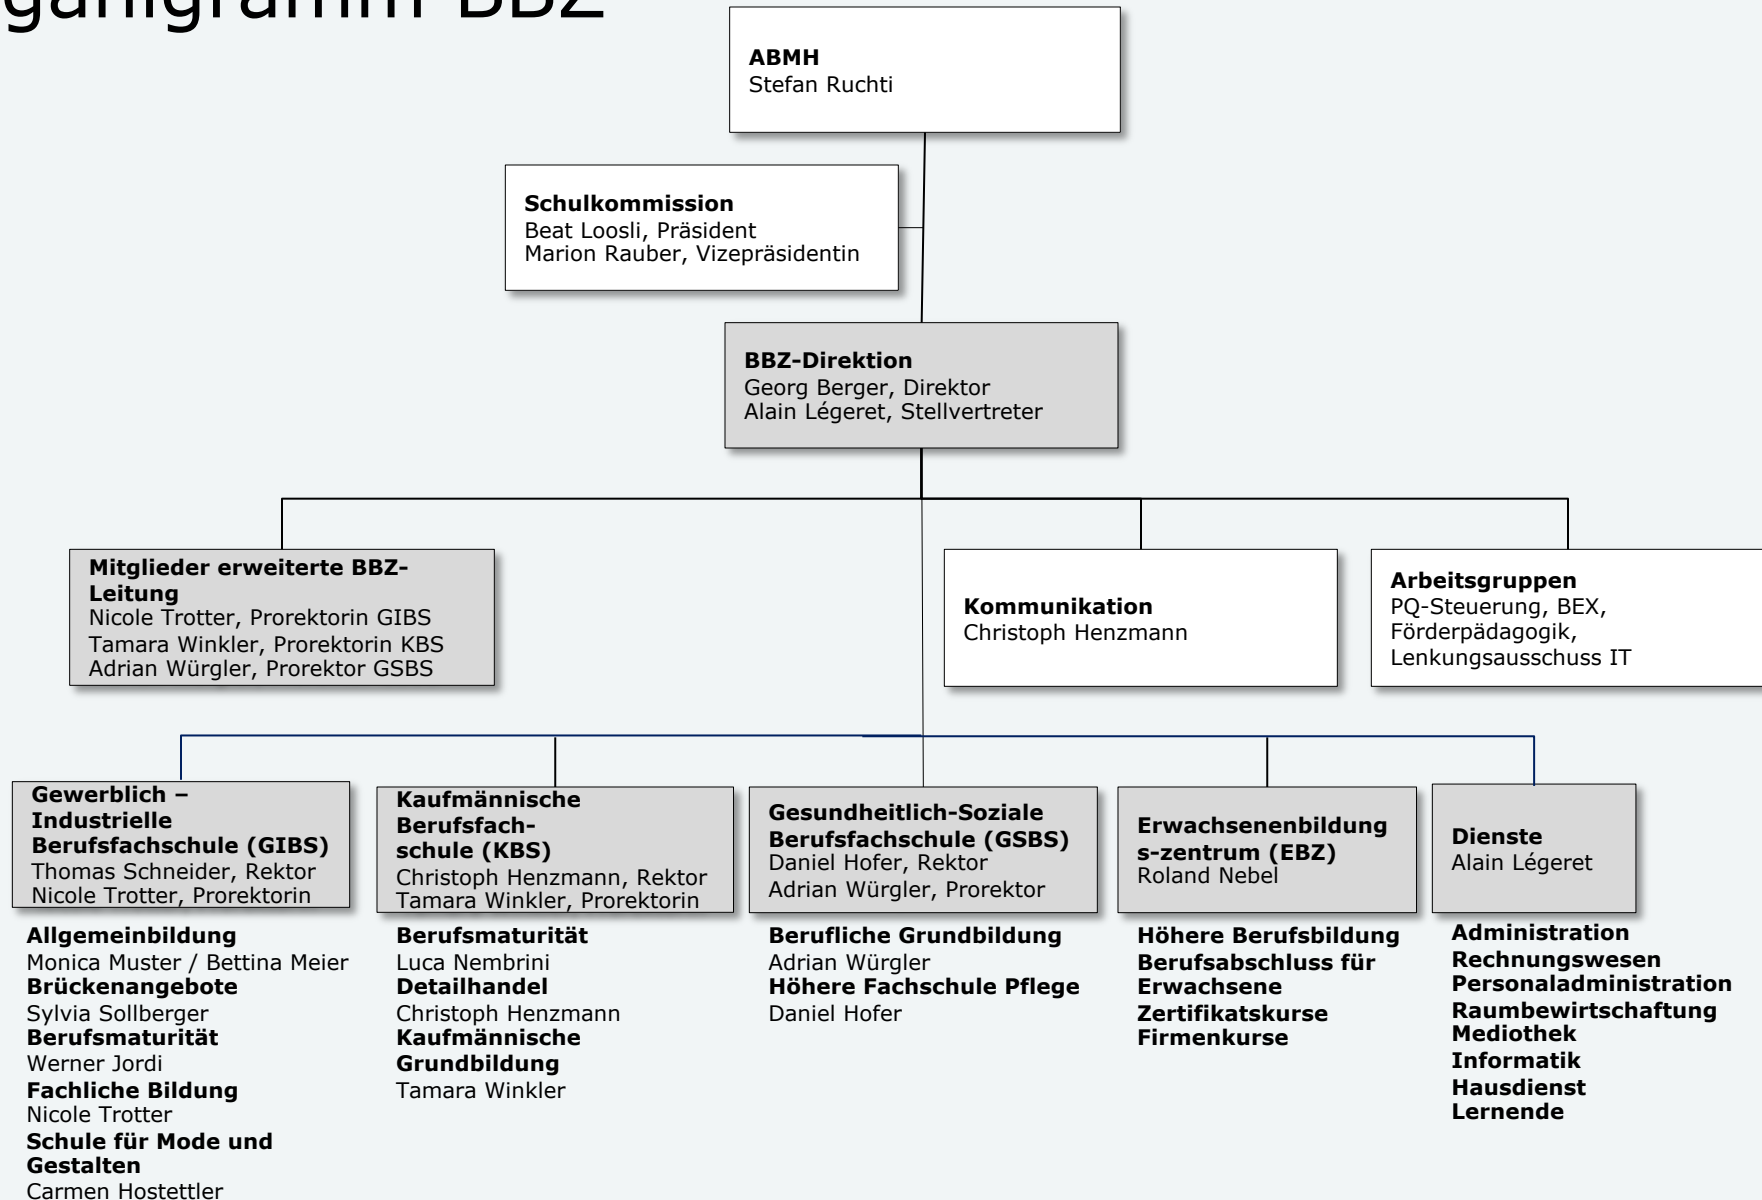 ganigramm BBZ
ABMH
Stefan Ruchti
Schulkommission
Beat Loosli, Präsident
Marion Rauber, Vizepräsidentin
BBZ-Direktion
Georg Berger, Direktor
Alain Légeret, Stellvertreter
Mitglieder erweiterte BBZ-
Leitung
Nicole Trotter, Prorektorin GIBS
Tamara Winkler, Prorektorin KBS
Adrian Würgler, Prorektor GSBS
Kommunikation
Christoph Henzmann
Arbeitsgruppen
PQ-Steuerung, BEX,
Förderpädagogik,
Lenkungsausschuss IT
Gewerblich –
Industrielle
Berufsfachschule (GIBS)
Thomas Schneider, Rektor
Nicole Trotter, Prorektorin
Allgemeinbildung
Monica Muster / Bettina Meier
Brückenangebote
Sylvia Sollberger
Berufsmaturität
Werner Jordi
Fachliche Bildung
Nicole Trotter
Schule für Mode und
Gestalten
Carmen Hostettler
Kaufmännische
Berufsfach-
schule (KBS)
Christoph Henzmann, Rektor
Tamara Winkler, Prorektorin
Berufsmaturität
Luca Nembrini
Detailhandel
Christoph Henzmann
Kaufmännische
Grundbildung
Tamara Winkler
Gesundheitlich-Soziale
Berufsfachschule (GSBS)
Daniel Hofer, Rektor
Adrian Würgler, Prorektor
Berufliche Grundbildung
Adrian Würgler
Höhere Fachschule Pflege
Daniel Hofer
Erwachsenenbildung
s-zentrum (EBZ)
Roland Nebel
Höhere Berufsbildung
Berufsabschluss für
Erwachsene
Zertifikatskurse
Firmenkurse
Dienste
Alain Légeret
Administration
Rechnungswesen
Personaladministration
Raumbewirtschaftung
Mediothek
Informatik
Hausdienst
Lernende